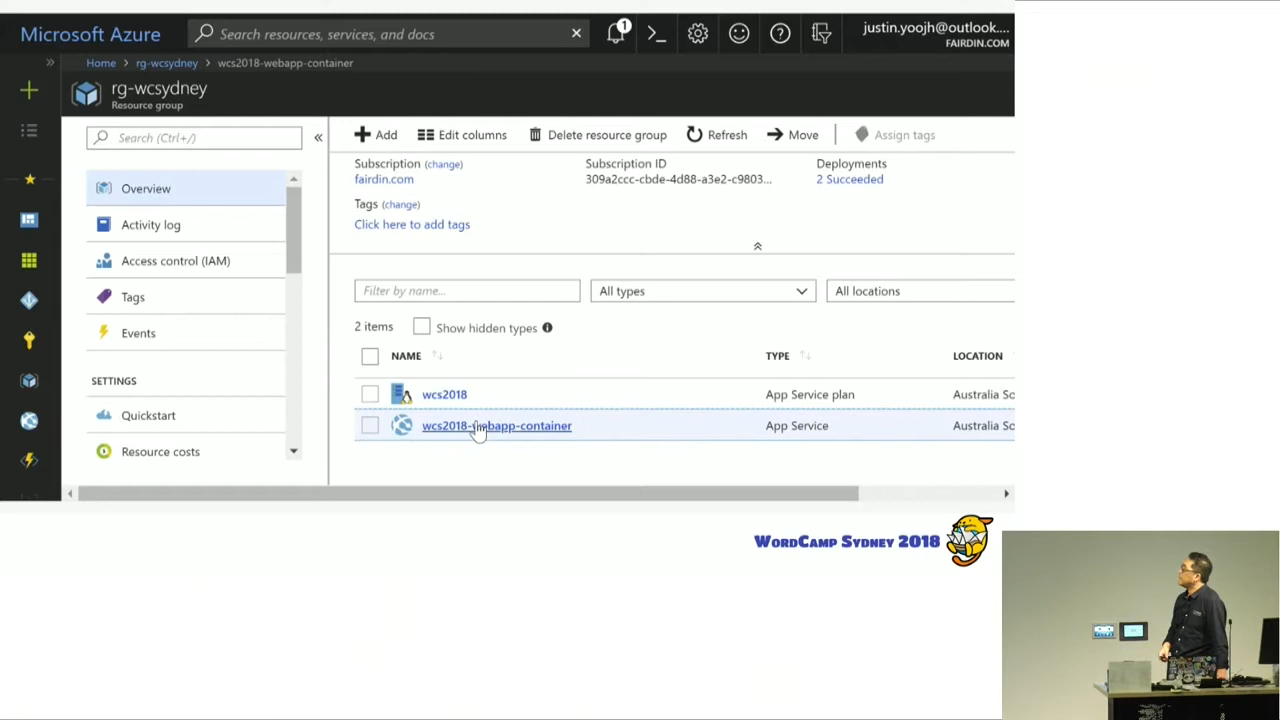 Microsoft Azure
Search resources, services, and docs
1
justin.yoojh@outlook....
FAIRDIN.COM
Home > rg-wcsydney > wcs2018-webapp-container
rg-wcsydney
Resource group
Search (Ctrl+/)
Overview
Activity log
Access control (IAM)
Tags
Events
SETTINGS
Quickstart
Resource costs
Add Edit columns Delete resource group Refresh Move Assign tags
Subscription (change)
fairdin.com
Subscription ID
309a2ccc-cbde-4d88-a3e2-c9803...
Deployments
2 Succeeded
Tags (change)
Click here to add tags
Filter by name... All types All locations
2 items Show hidden types
NAME TYPE LOCATION
wcs2018 App Service plan Australia So
wcs2018-webapp-container App Service Australia So
WordCamp Sydney 2018